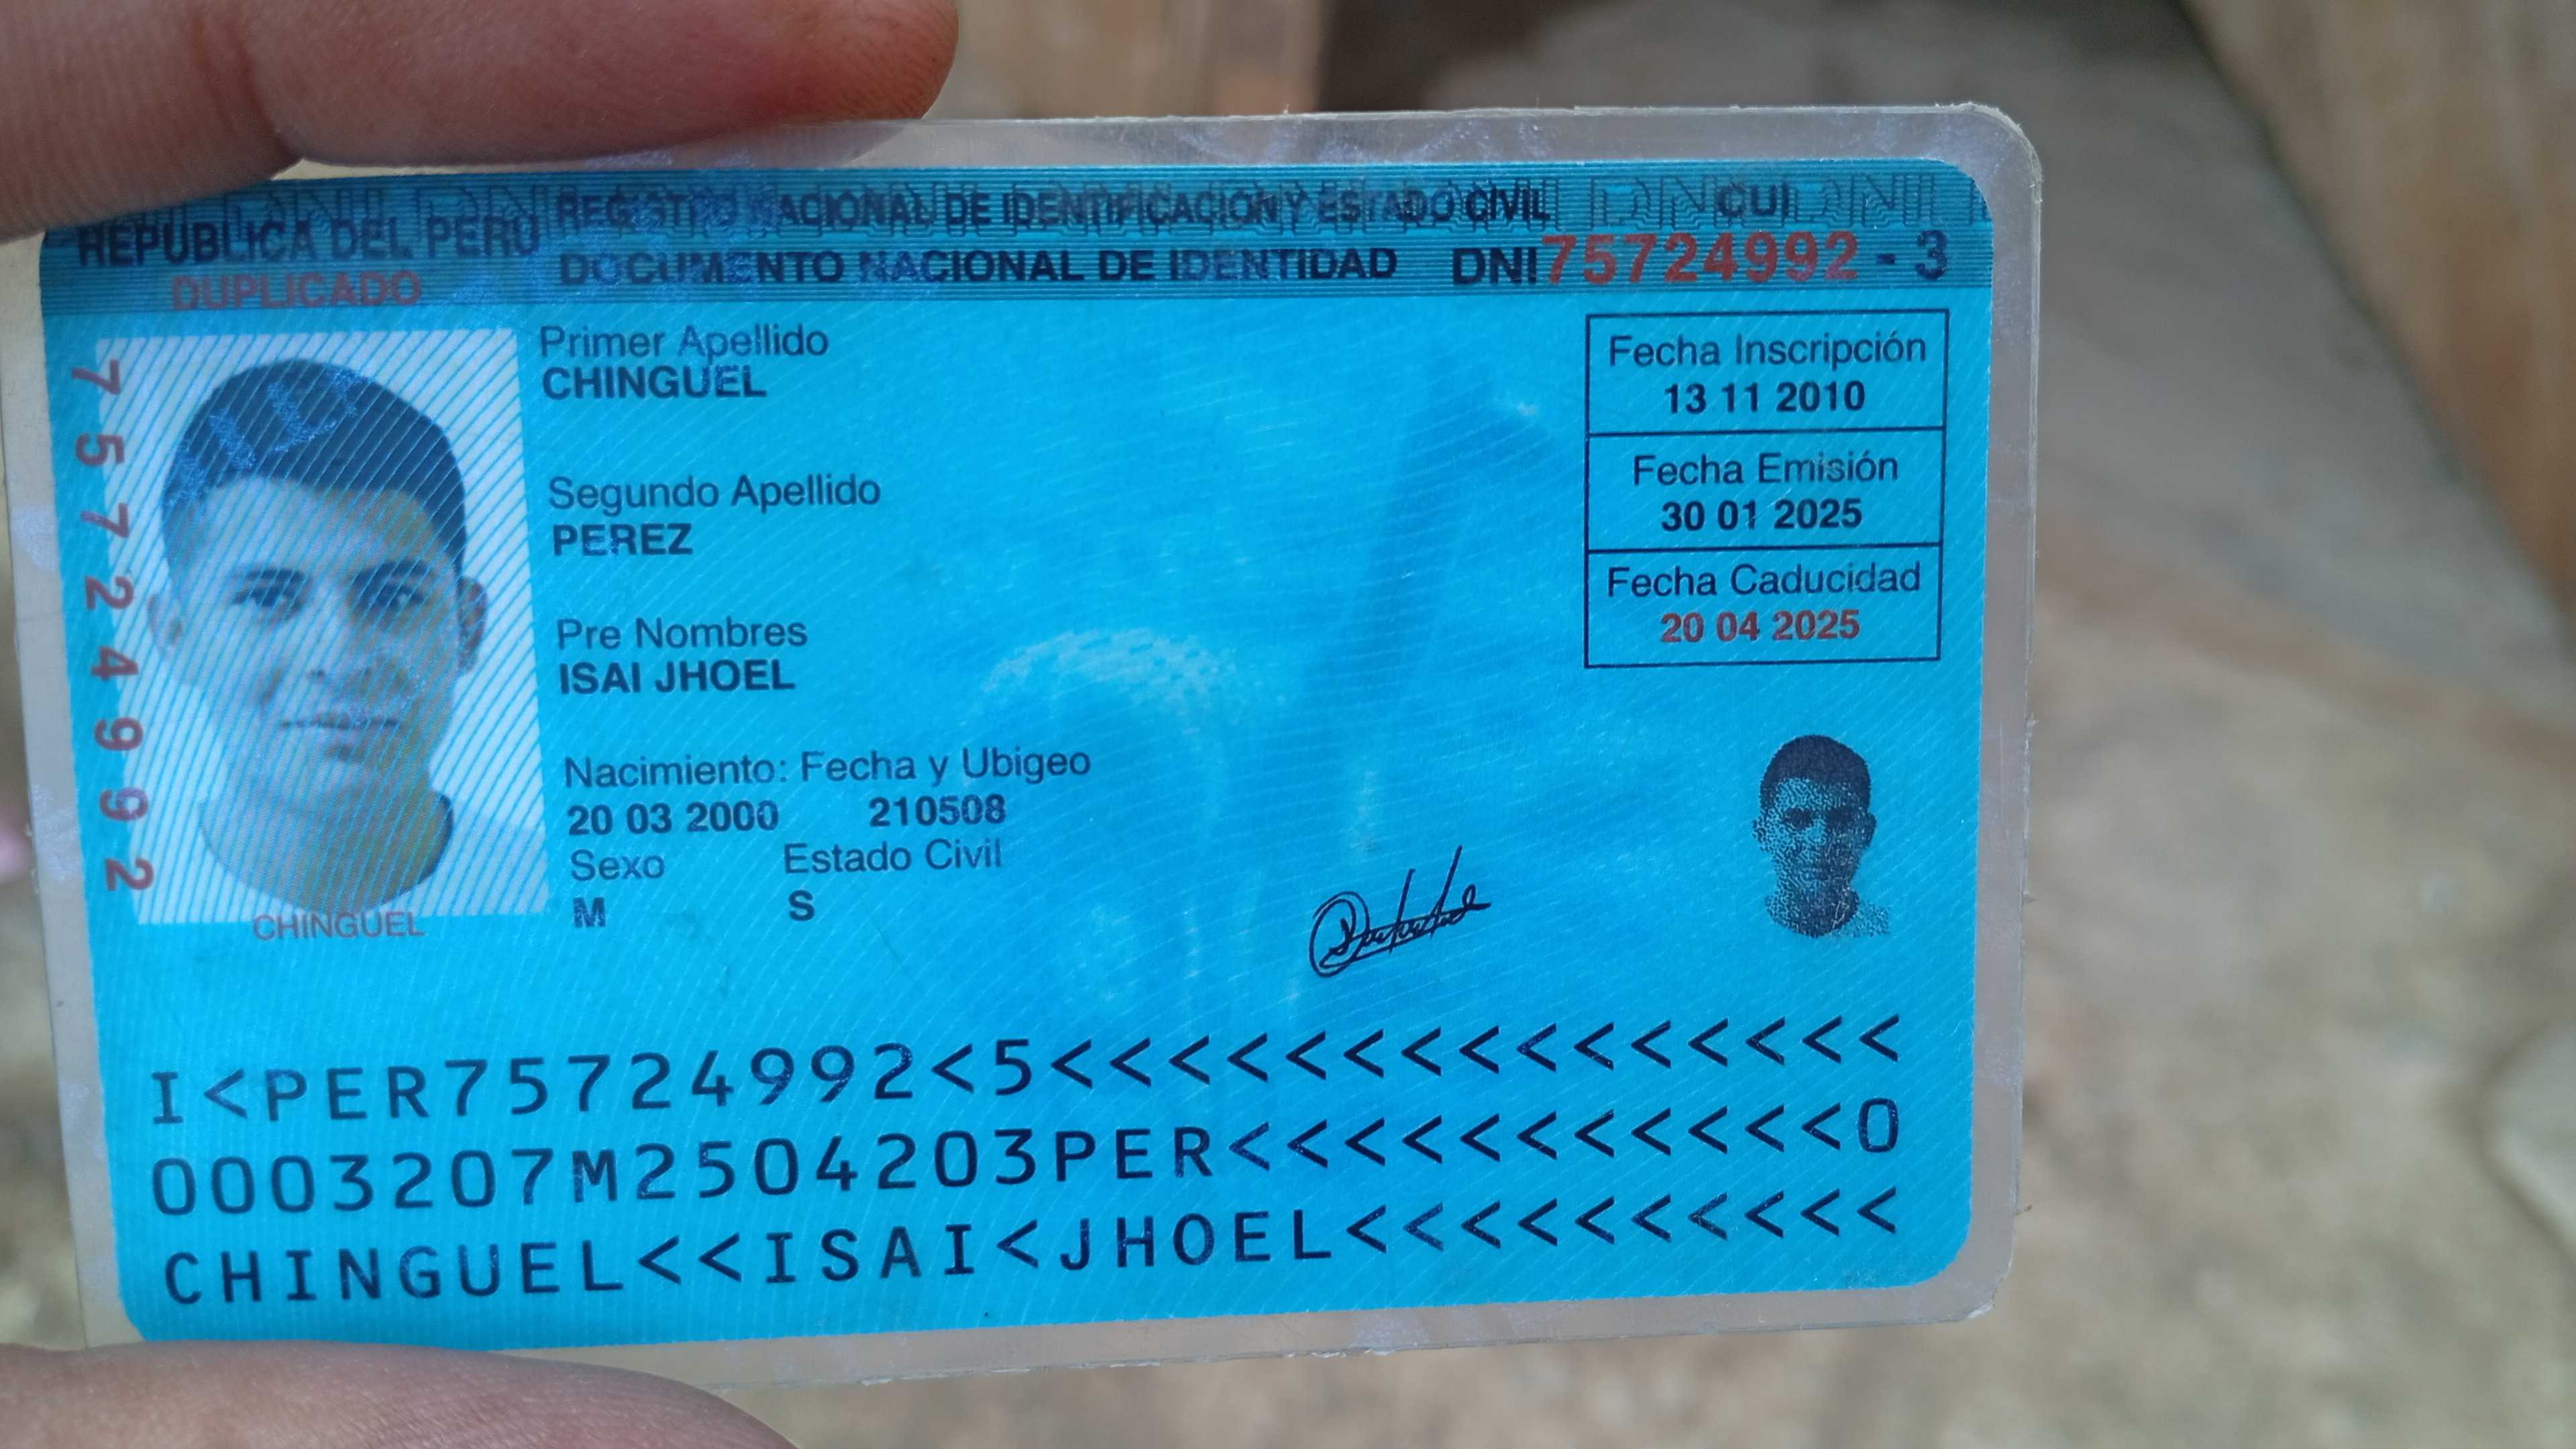 REPUBLICA DEL PERU
DUPLICADO
REGISTRO NACIONAL DE IDENTIFICACION Y ESTADO CIVIL
DOCUMENTO NACIONAL DE IDENTIDAD
CUI
DNI 75724992 - 3
75724992
CHINGUEL
Primer Apellido
CHINGUEL
Segundo Apellido
PEREZ
Pre Nombres
ISAI JHOEL
Nacimiento: Fecha y Ubigeo
20 03 2000 210508
Sexo Estado Civil
M S
Fecha Inscripción
13 11 2010
Fecha Emisión
30 01 2025
Fecha Caducidad
20 04 2025
I<PER75724992<5<<<<<<<<<<<<<<<
0003207M2504203PER<<<<<<<<<<<0
CHINGUEL<<ISAI<JHOEL<<<<<<<<<<